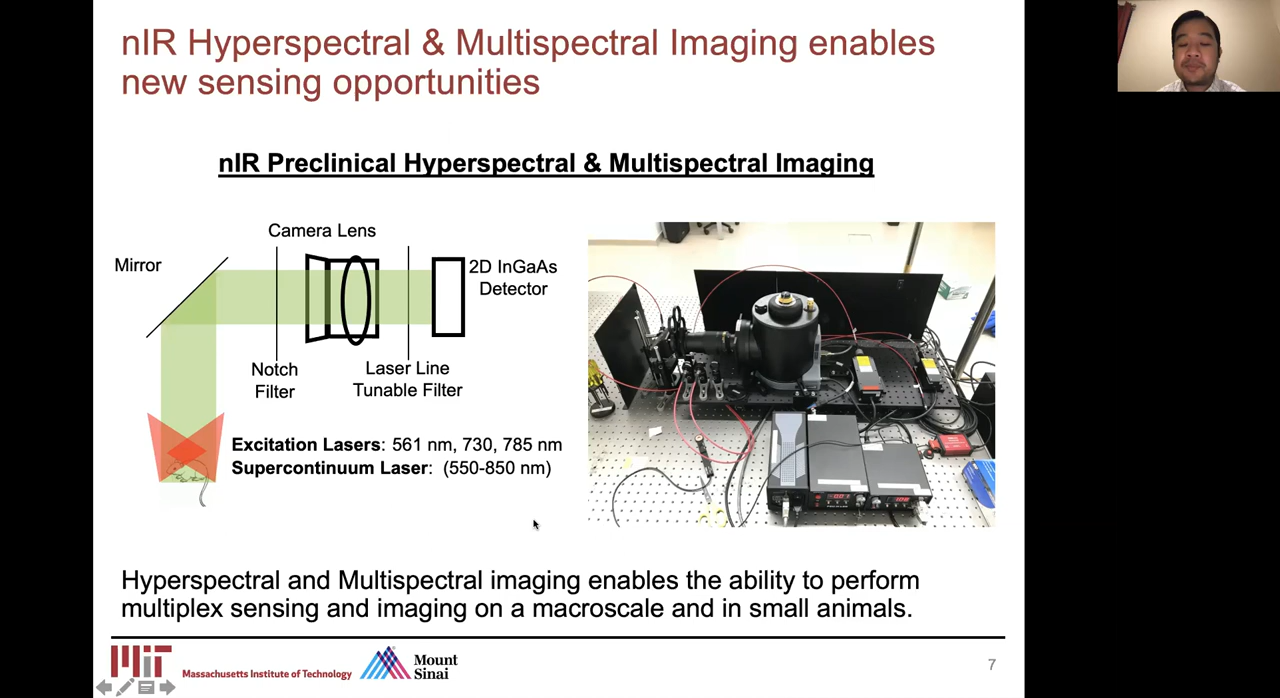 nIR Hyperspectral & Multispectral Imaging enables
new sensing opportunities
nIR Preclinical Hyperspectral & Multispectral Imaging
Camera Lens
Mirror
2D InGaAs
Detector
Notch
Filter
Laser Line
Tunable Filter
Excitation Lasers: 561 nm, 730, 785 nm
Supercontinuum Laser: (550-850 nm)
Hyperspectral and Multispectral imaging enables the ability to perform
multiplex sensing and imaging on a macroscale and in small animals.
MIT
Massachusetts Institute of Technology
Mount
Sinai
7